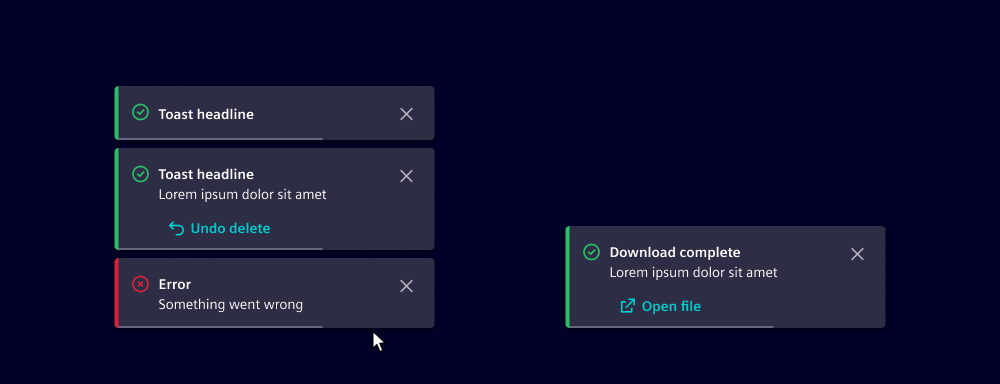 Toast headline
Toast headline
Lorem ipsum dolor sit amet
Undo delete
Error
Something went wrong
Download complete
Lorem ipsum dolor sit amet
Open file